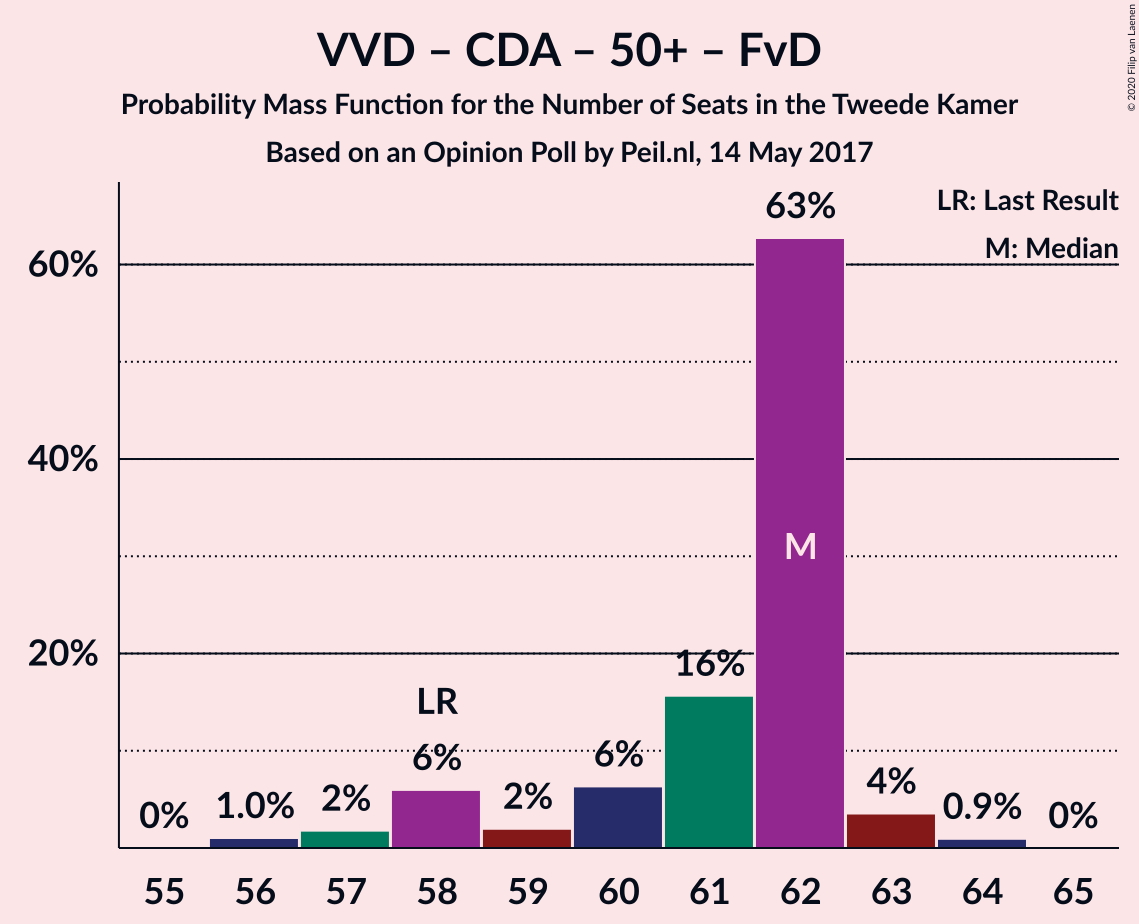 VVD – CDA – 50+ – FvD
Probability Mass Function for the Number of Seats in the Tweede Kamer
Based on an Opinion Poll by Peil.nl, 14 May 2017
© 2020 Filip van Laenen
LR: Last Result
M: Median
60%
40%
20%
0%
1.0%
2%
LR
6%
2%
6%
16%
63%
M
4%
0.9%
0%
55 56 57 58 59 60 61 62 63 64 65